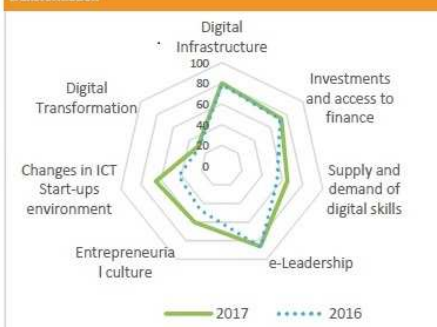 Digital
Infrastructure
100
80
60
40
20
0
Investments
and access to
finance
Supply and
demand of
digital skills
e-Leadership
Entrepreneuria
l culture
Changes in ICT
Start-ups
environment
Digital
Transformation
2017
2016